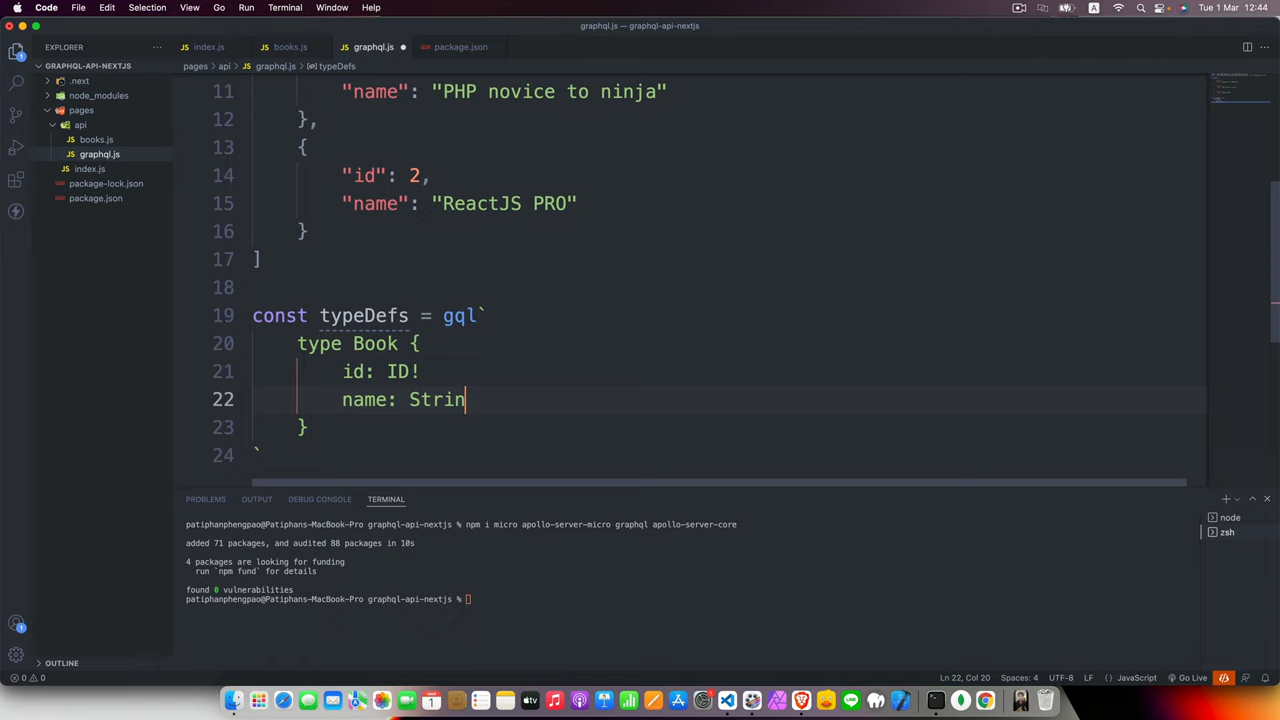 Code File Edit Selection View Go Run Terminal Window Help
A
Tue 1 Mar 12:44
graphql.js — graphql-api-nextjs
EXPLORER
index.js
books.js
graphql.js
package.json
GRAPHQL-API-NEXTJS
.next
node_modules
pages
api
books.js
graphql.js
index.js
package-lock.json
package.json
OUTLINE
pages > api > graphql.js > typeDefs
11 "name": "PHP novice to ninja"
12 },
13 {
14 "id": 2,
15 "name": "ReactJS PRO"
16 }
17 ]
18
19 const typeDefs = gql`
20 type Book {
21 id: ID!
22 name: Strin
23 }
24 `
PROBLEMS OUTPUT DEBUG CONSOLE TERMINAL
patiphanphengpao@Patiphans-MacBook-Pro graphql-api-nextjs % npm i micro apollo-server-micro graphql apollo-server-core
added 71 packages, and audited 88 packages in 10s
4 packages are looking for funding
run `npm fund` for details
found 0 vulnerabilities
patiphanphengpao@Patiphans-MacBook-Pro graphql-api-nextjs %
node
zsh
0 0
Ln 22, Col 20 Spaces: 4 UTF-8 LF {} JavaScript Go Live